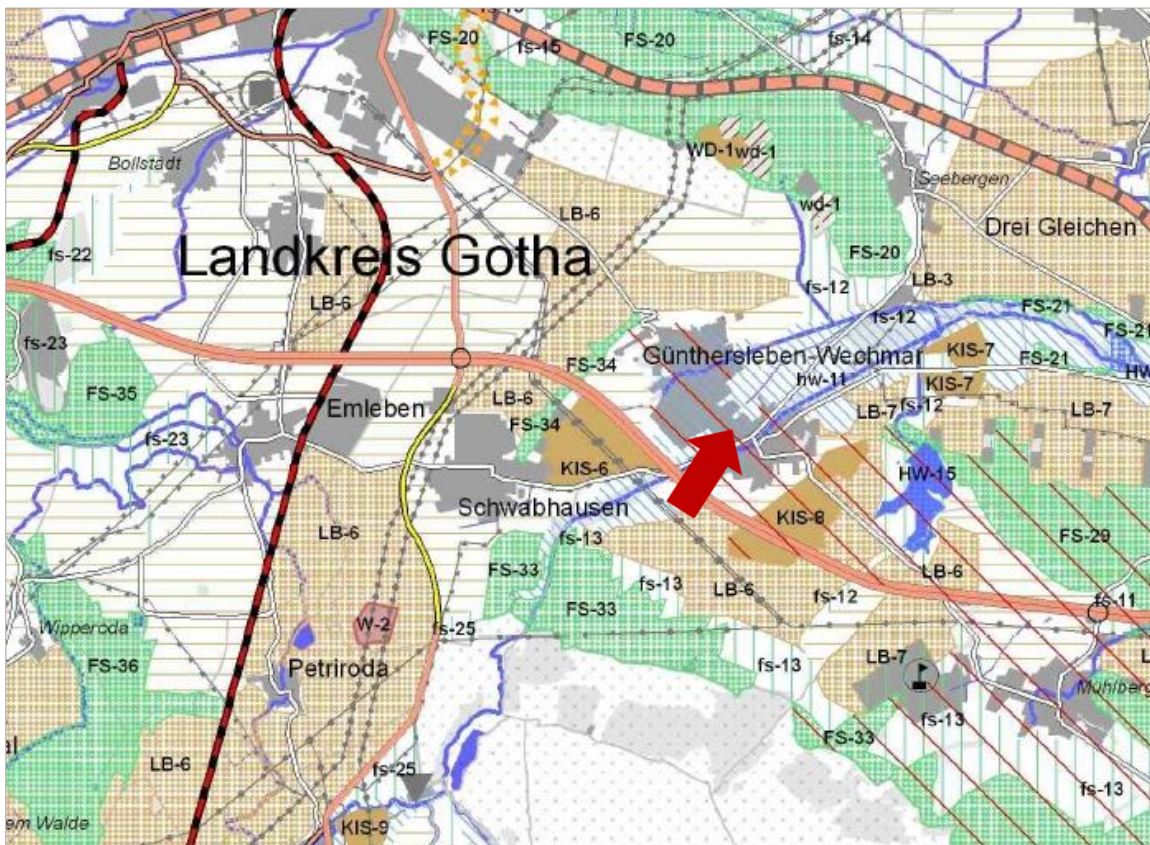 FS-20
fs-15
FS-20
fs-14
Bollstädt
WD-1
wd-1
Seebergen
wd-1
LB-6
Drei Gleichen
fs-22
Landkreis Gotha
FS-20
LB-6
fs-12
LB-3
FS-21
fs-12
FS-21
fs-23
FS-34
Günthersleben-Wechmar
KIS-7
FS-21
HW
FS-35
LB-6
hw-11
KIS-7
Emleben
FS-34
LB-7
fs-12
LB-7
fs-23
KIS-6
HW-15
Schwabhausen
KIS-8
LB-6
fs-13
FS-29
FS-33
fs-13
LB-6
LB-6
fs-12
fs-11
FS-33
W-2
fs-25
Wipperoda
LB-7
L
FS-36
Petriroda
fs-13
fs-13
Mühlberg
FS-33
al
LB-6
fs-25
fs-13
em Walde
KIS-9